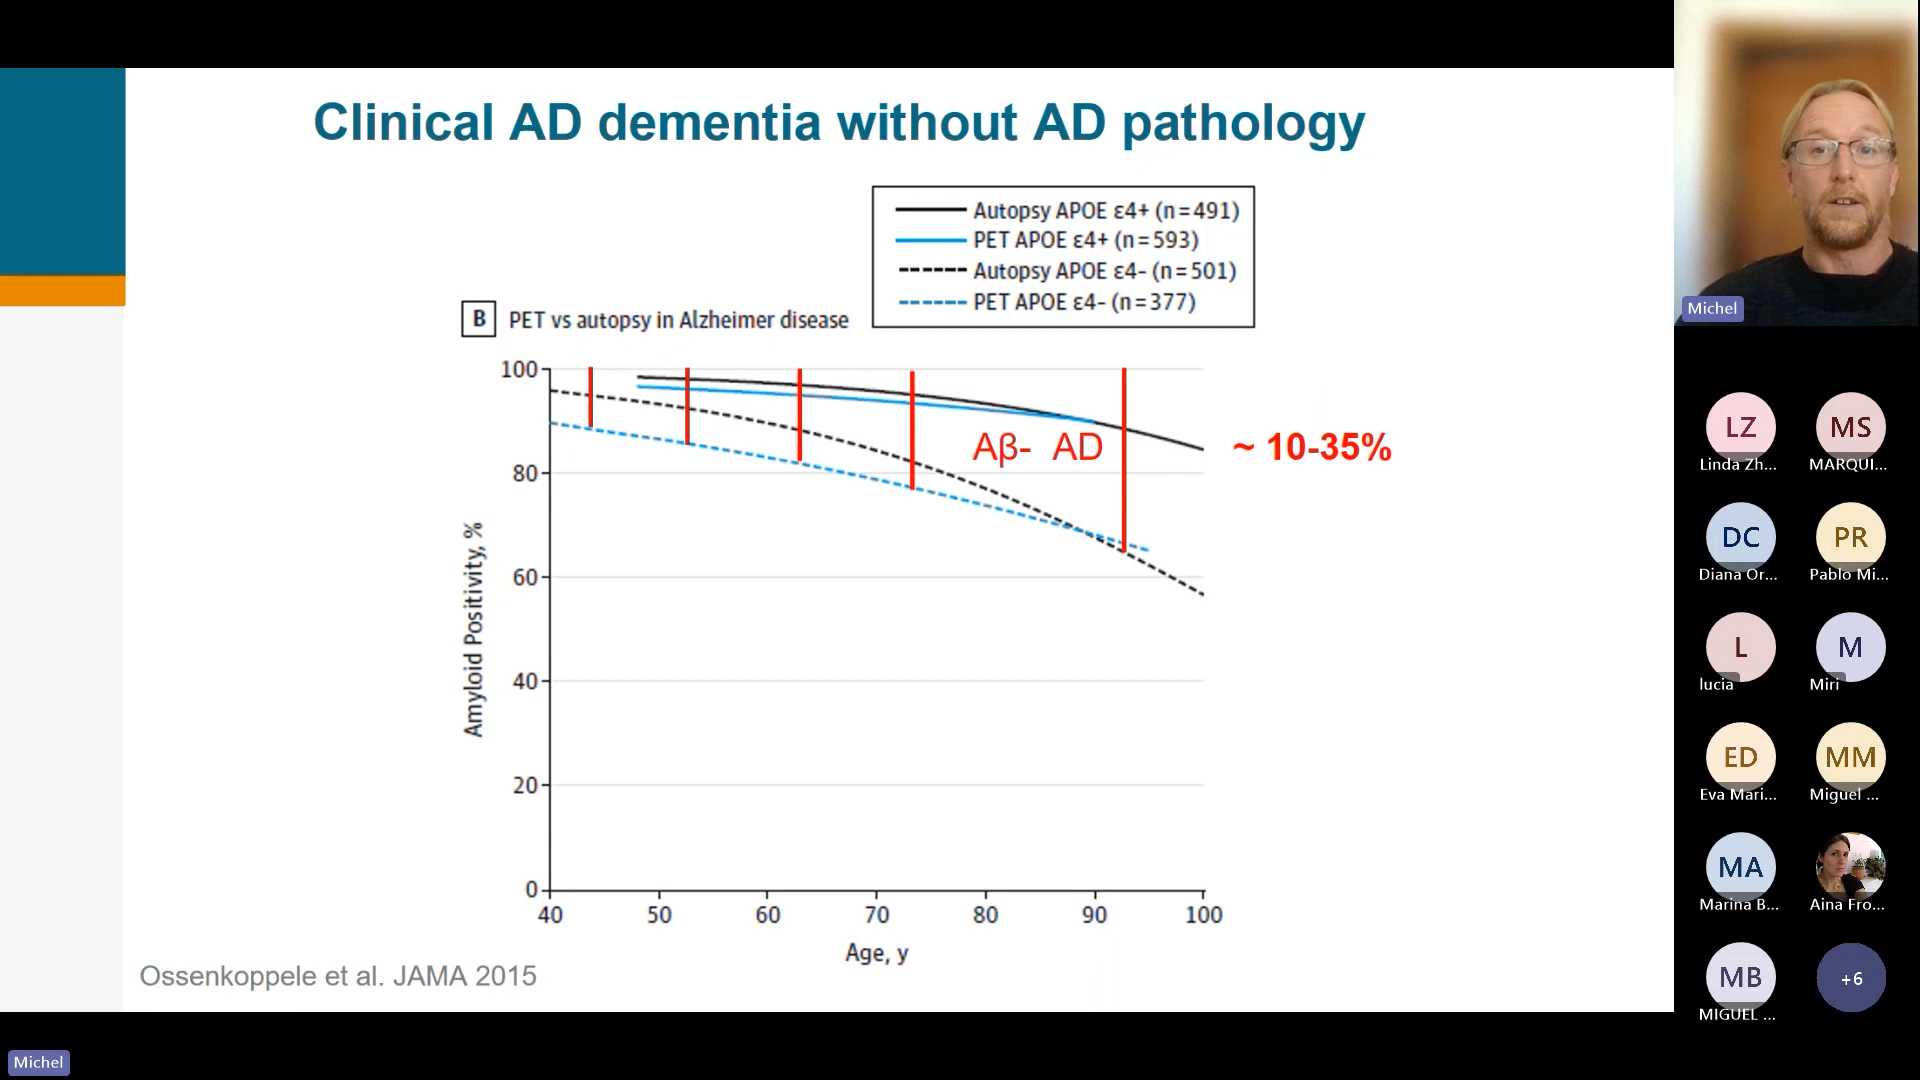 Clinical AD dementia without AD pathology
Autopsy APOE ε4+ (n=491)
PET APOE ε4+ (n=593)
Autopsy APOE ε4– (n=501)
PET APOE ε4– (n=377)
B PET vs autopsy in Alzheimer disease
100
80
60
40
20
0
Amyloid Positivity, %
Aβ- AD
~ 10-35%
40 50 60 70 80 90 100
Age, y
Ossenkoppele et al. JAMA 2015
Michel
Michel
LZ MS
Linda Zh... MARQUI...
DC PR
Diana Or... Pablo Mi...
L M
lucia Miri
ED MM
Eva Mari... Miguel ...
MA
Marina B... Aina Fro...
MB +6
MIGUEL ...